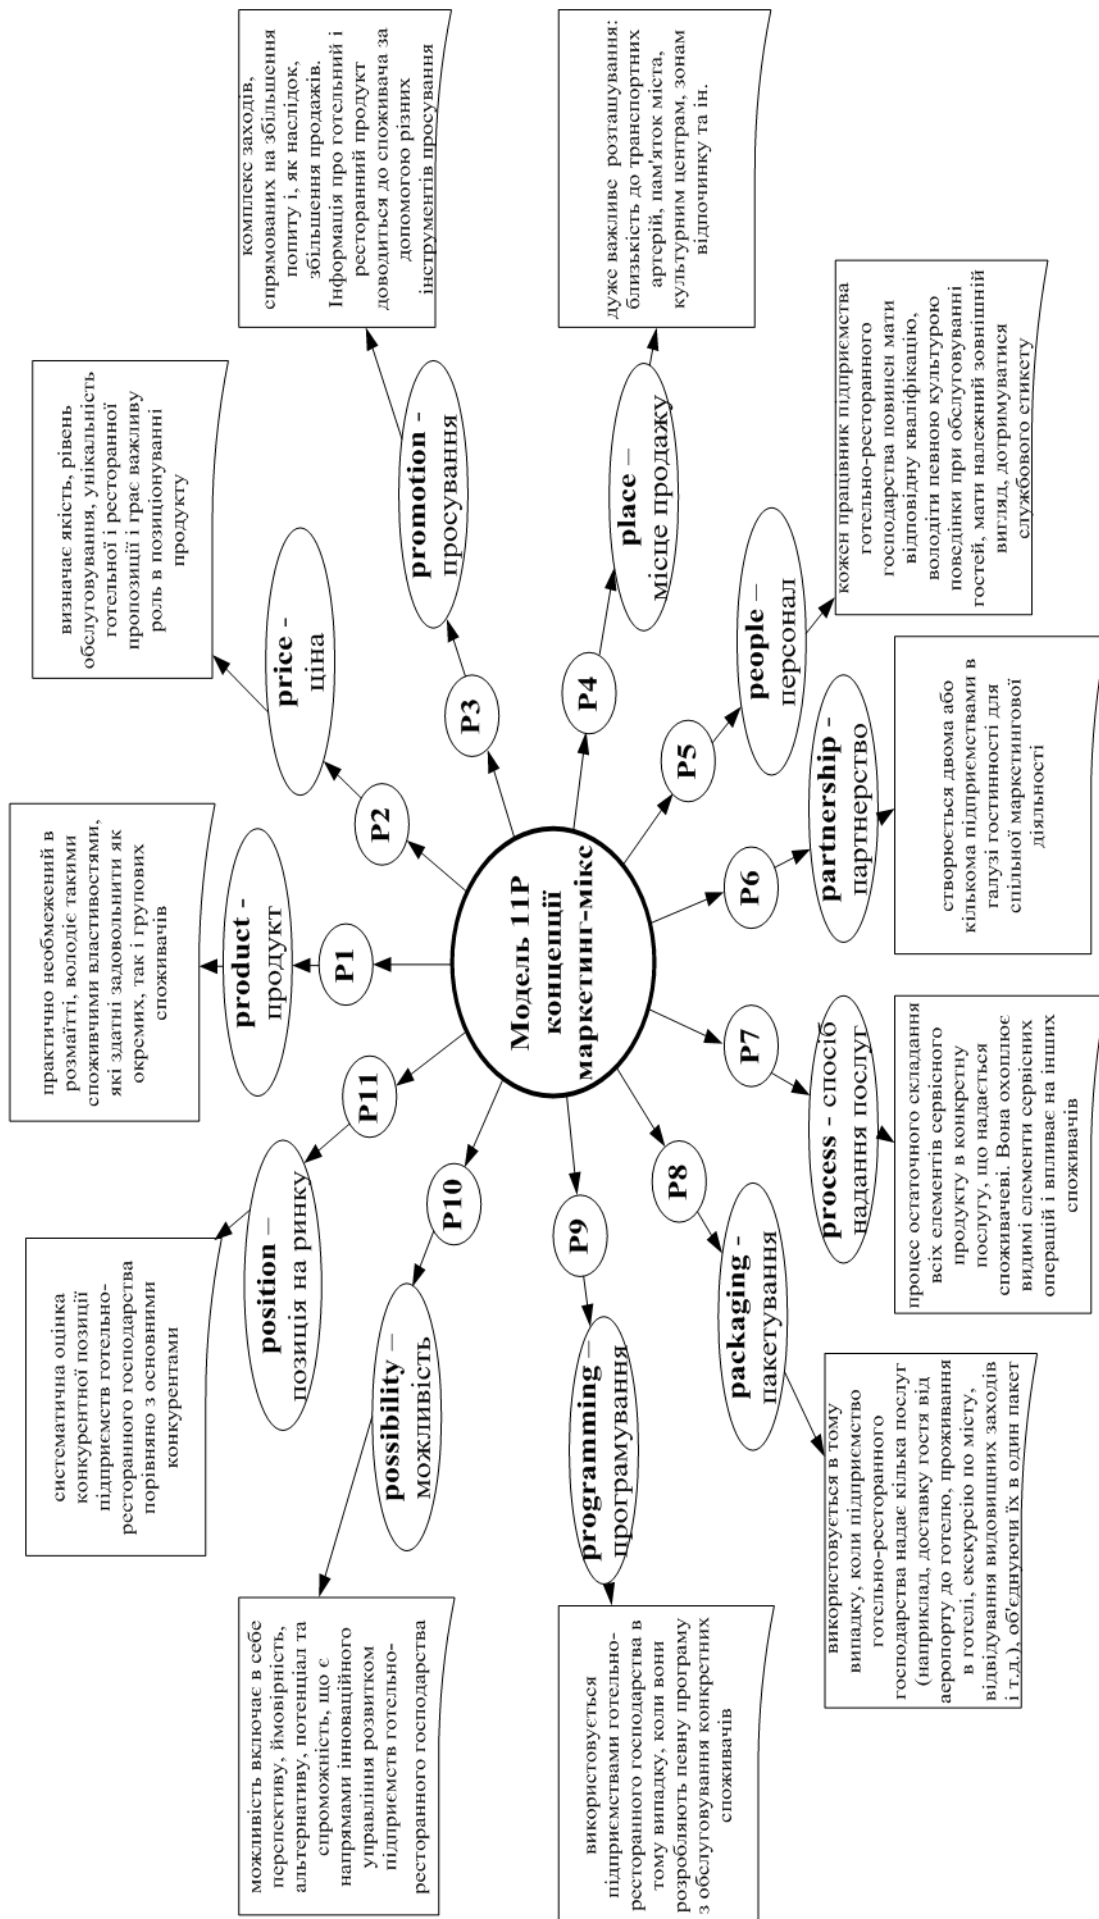 Модель 11Р
концепції
маркетинг-мікс
P1
product -
продукт
практично необмежений в
розмаїтті, володіє такими
споживчими властивостями,
які здатні задовольнити як
окремих, так і групових
споживачів
P2
price -
ціна
визначає якість, рівень
обслуговування, унікальність
готельної і ресторанної
пропозиції і грає важливу
роль в позиціонуванні
продукту
P3
promotion -
просування
комплекс заходів,
спрямованих на збільшення
попиту і, як наслідок,
збільшення продажів.
Інформація про готельний і
ресторанний продукт
доводиться до споживача за
допомогою різних
інструментів просування
P4
place –
місце продажу
дуже важливе розташування:
близькість до транспортних
артерій, пам'яток міста,
культурним центрам, зонам
відпочинку та ін.
P5
people –
персонал
кожен працівник підприємства
готельно-ресторанного
господарства повинен мати
відповідну кваліфікацію,
володіти певною культурою
поведінки при обслуговуванні
гостей, мати належний зовнішній
вигляд, дотримуватися
службового етикету
P6
partnership -
партнерство
створюється двома або
кількома підприємствами в
галузі гостинності для
спільної маркетингової
діяльності
P7
process - спосіб
надання послуг
процес остаточного складання
всіх елементів сервісного
продукту в конкретну
послугу, що надається
споживачеві. Вона охоплює
видимі елементи сервісних
операцій і впливає на інших
споживачів
P8
packaging -
пакетування
використовується в тому
випадку, коли підприємство
готельно-ресторанного
господарства надає кілька послуг
(наприклад, доставку гостя від
аеропорту до готелю, проживання
в готелі, екскурсію по місту,
відвідування видовищних заходів
і т.д.), об'єднуючи їх в один пакет
P9
programming –
програмування
використовується
підприємствами готельно-
ресторанного господарства в
тому випадку, коли вони
розробляють певну програму
з обслуговування конкретних
споживачів
P10
possibility –
можливість
можливість включає в себе
перспективу, ймовірність,
альтернативу, потенціал та
спроможність, що є
напрямами інноваційного
управління розвитком
підприємств готельно-
ресторанного господарства
P11
position –
позиція на ринку
систематична оцінка
конкурентної позиції
підприємств готельно-
ресторанного господарства
порівняно з основними
конкурентами